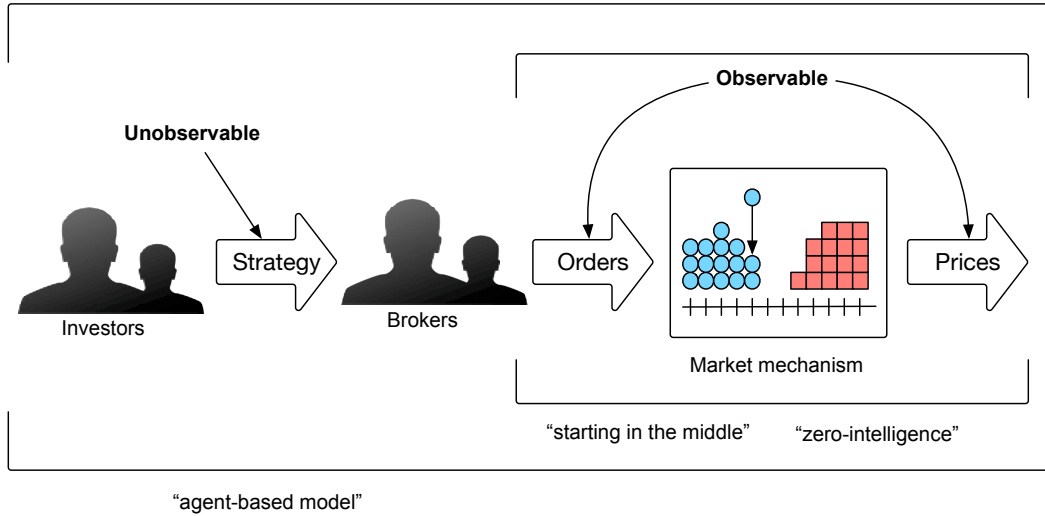 Observable
Unobservable
Strategy
Orders
Prices
Investors
Brokers
Market mechanism
“starting in the middle”
“zero-intelligence”
“agent-based model”